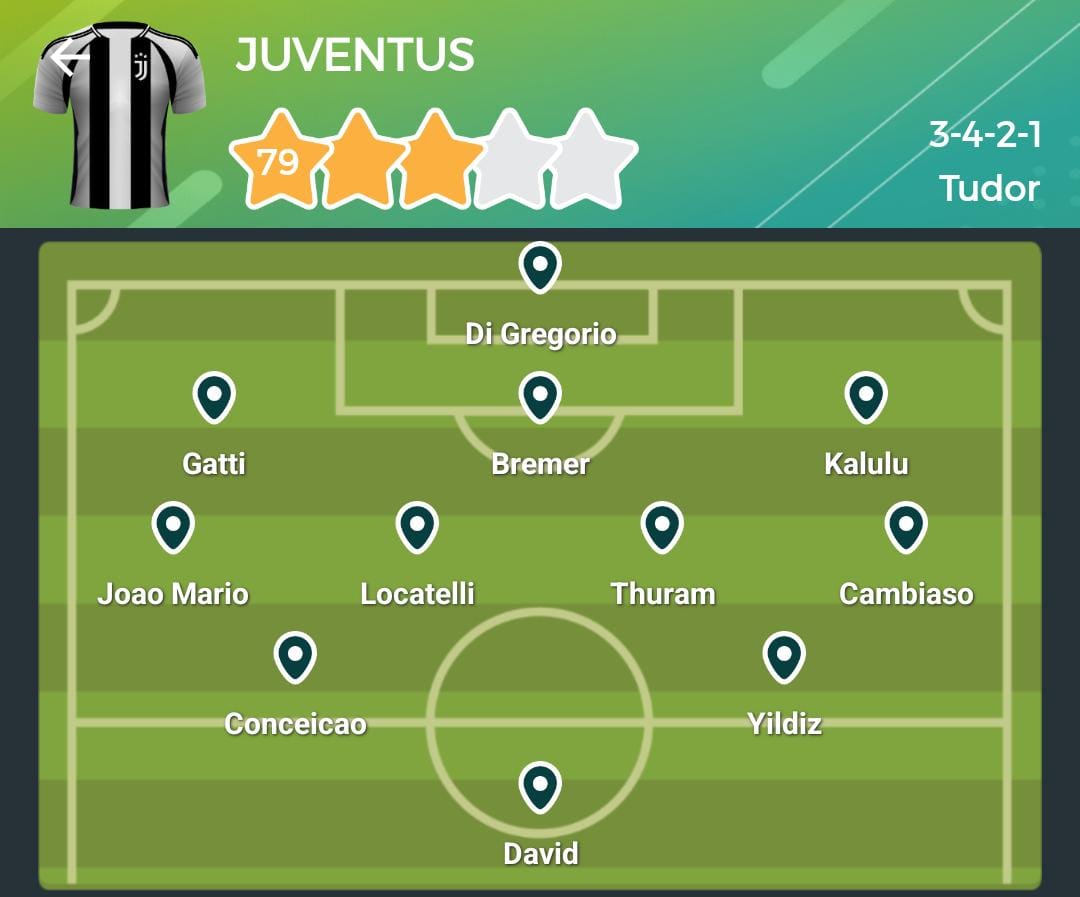 JUVENTUS
79
3-4-2-1
Tudor
Di Gregorio
Gatti
Bremer
Kalulu
Joao Mario
Locatelli
Thuram
Cambiaso
Conceicao
Yildiz
David